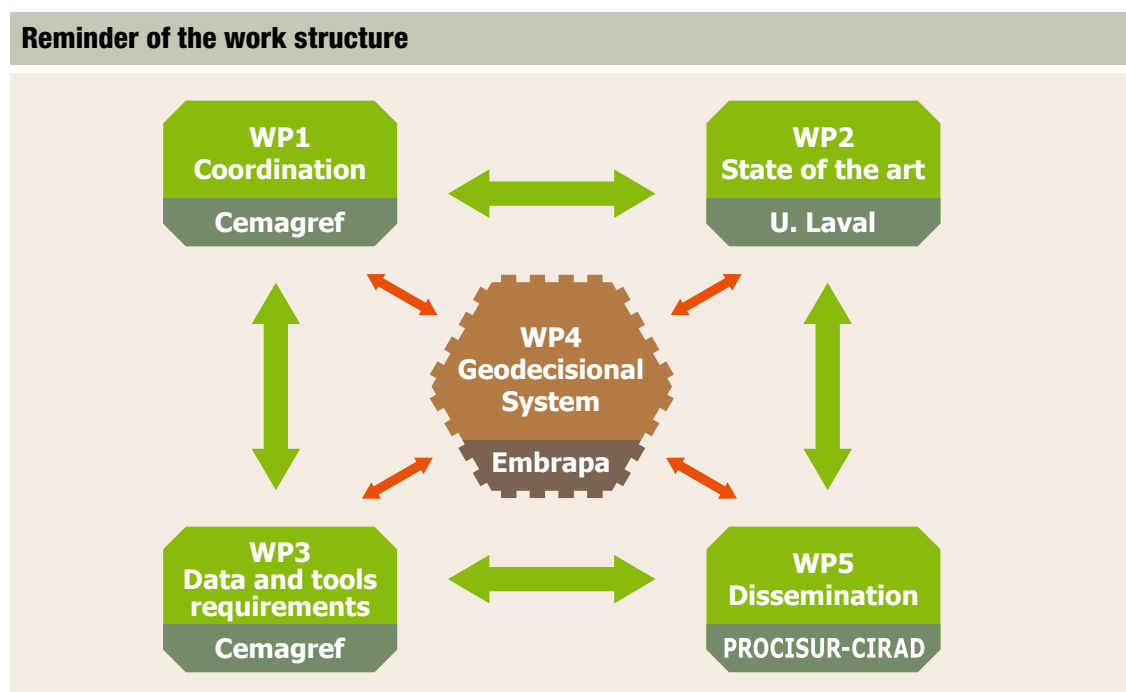 Reminder of the work structure
WP1
Coordination
Cemagref
WP2
State of the art
U. Laval
WP4
Geodecisional
System
Embrapa
WP3
Data and tools
requirements
Cemagref
WP5
Dissemination
PROCISUR-CIRAD